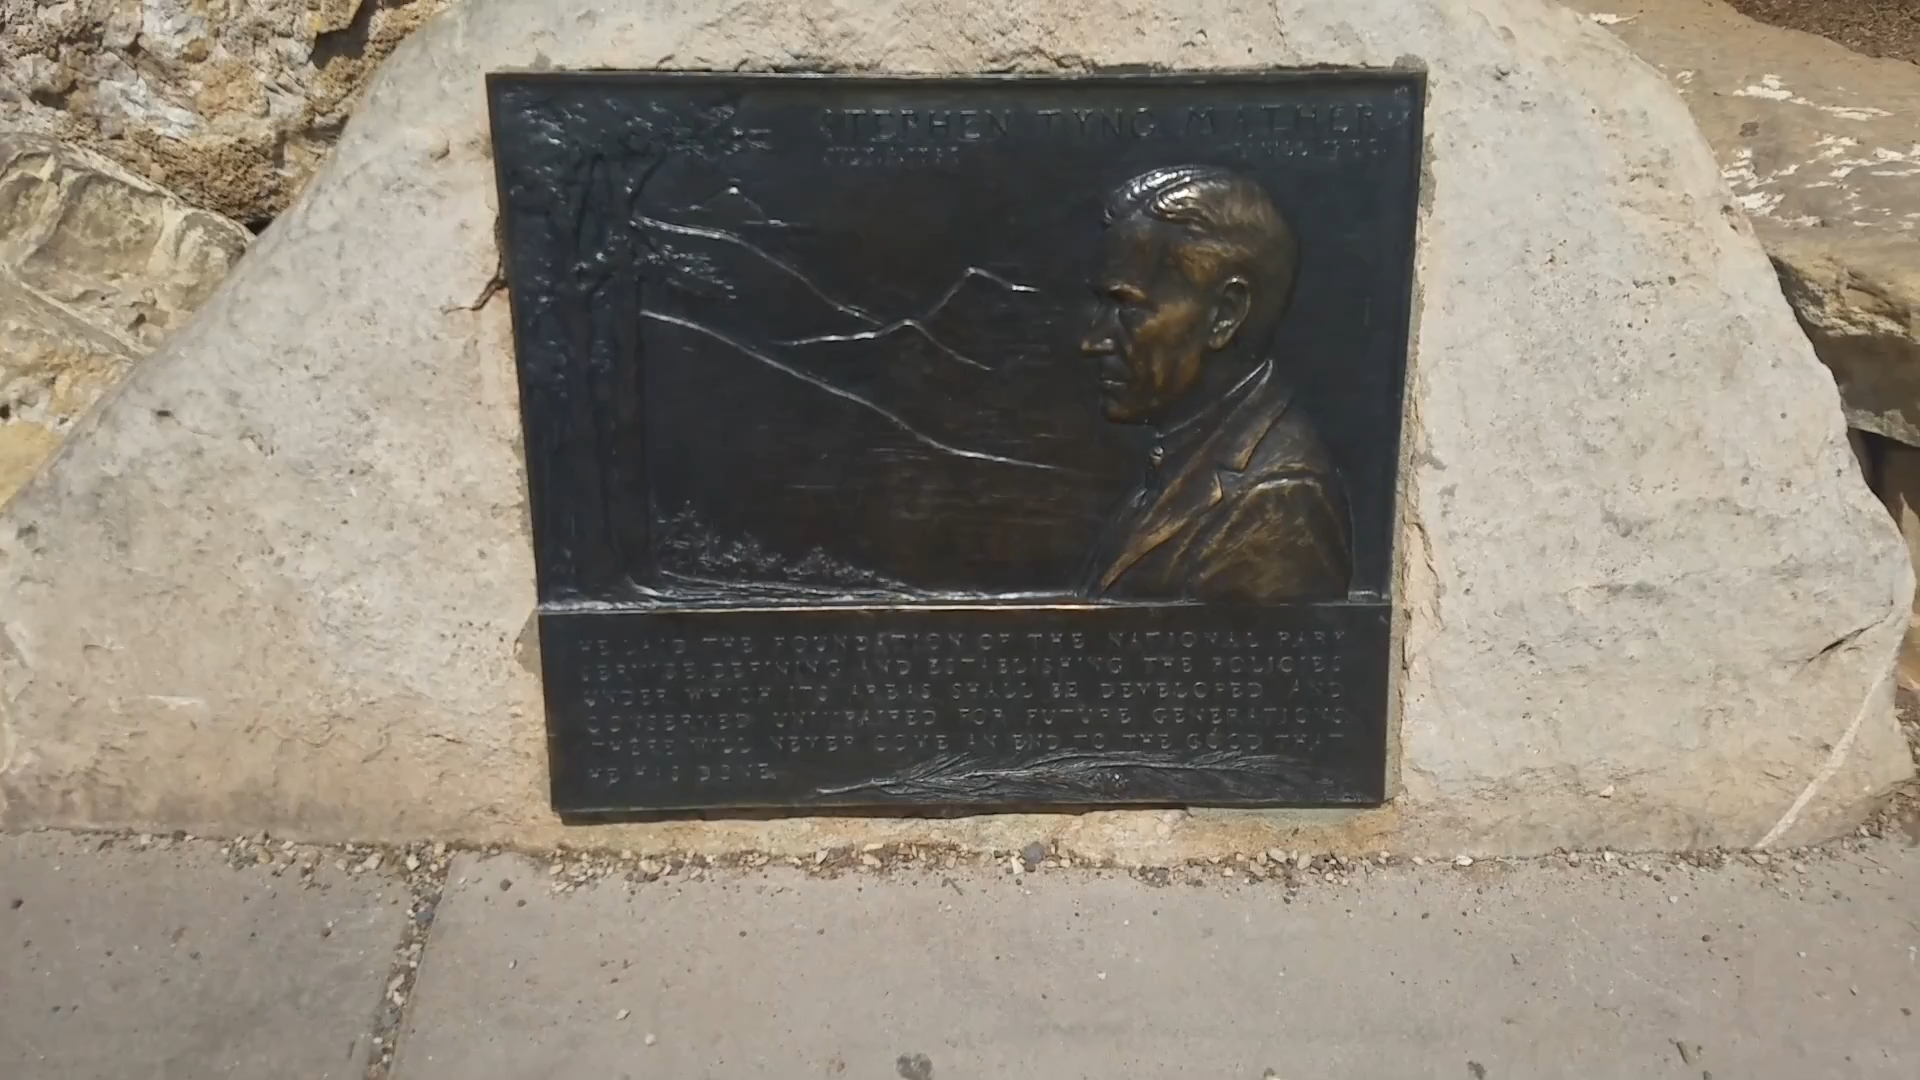 STEPHEN TYNG MATHER
HE LAID THE FOUNDATION OF THE NATIONAL PARK
SERVICE, DEFINING AND ESTABLISHING THE POLICIES
UNDER WHICH ITS AREAS SHALL BE DEVELOPED AND
CONSERVED UNIMPAIRED FOR FUTURE GENERATIONS.
THERE WILL NEVER COME AN END TO THE GOOD THAT
HE HAS DONE.